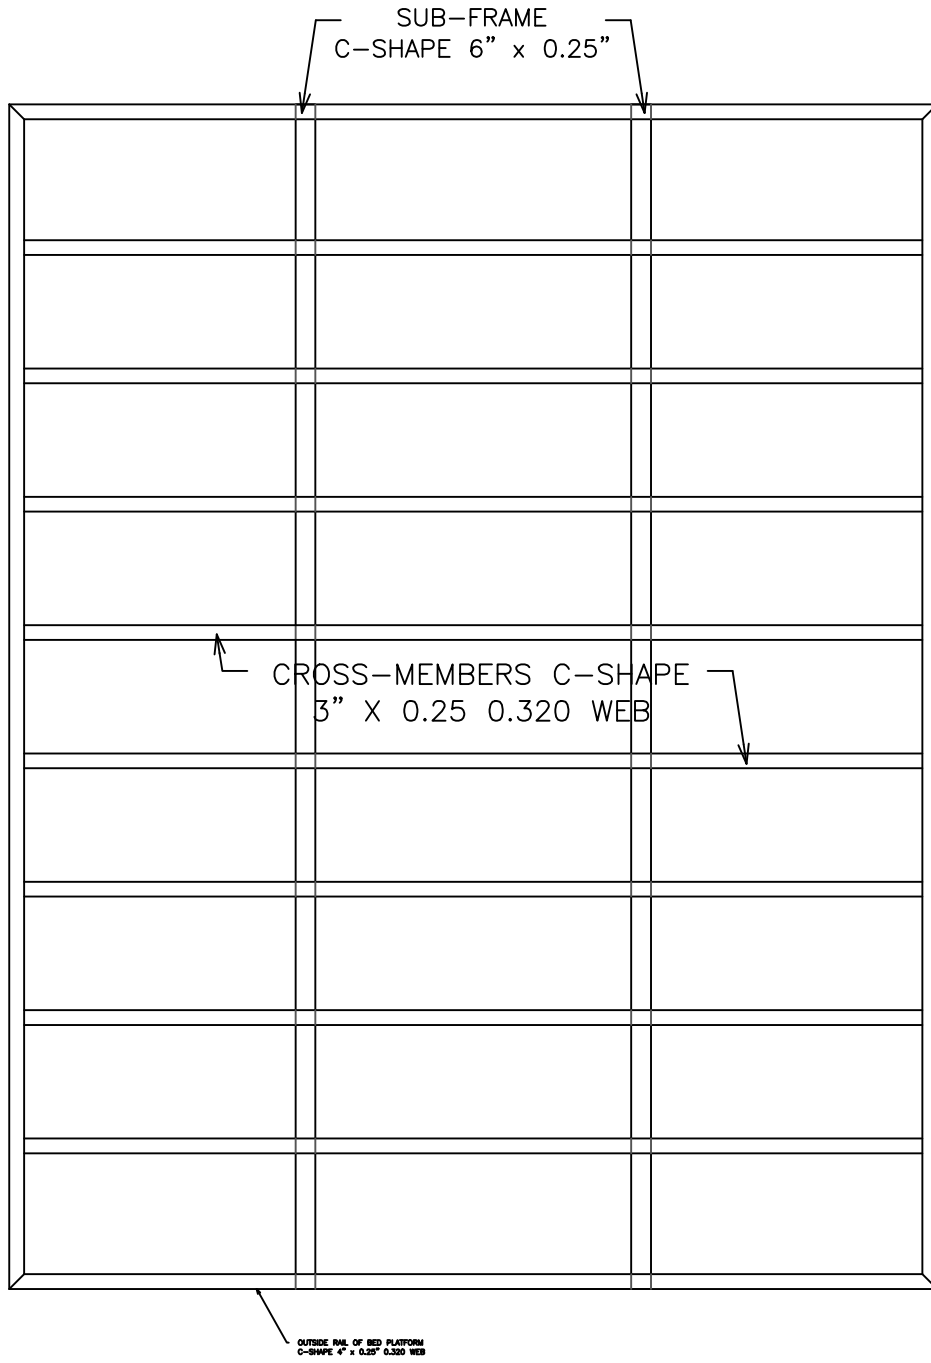 SUB-FRAME
C-SHAPE 6" x 0.25"
CROSS-MEMBERS C-SHAPE
3" X 0.25 0.320 WEB
OUTSIDE RAIL OF BED PLATFORM
C-SHAPE 4" x 0.25" 0.320 WEB